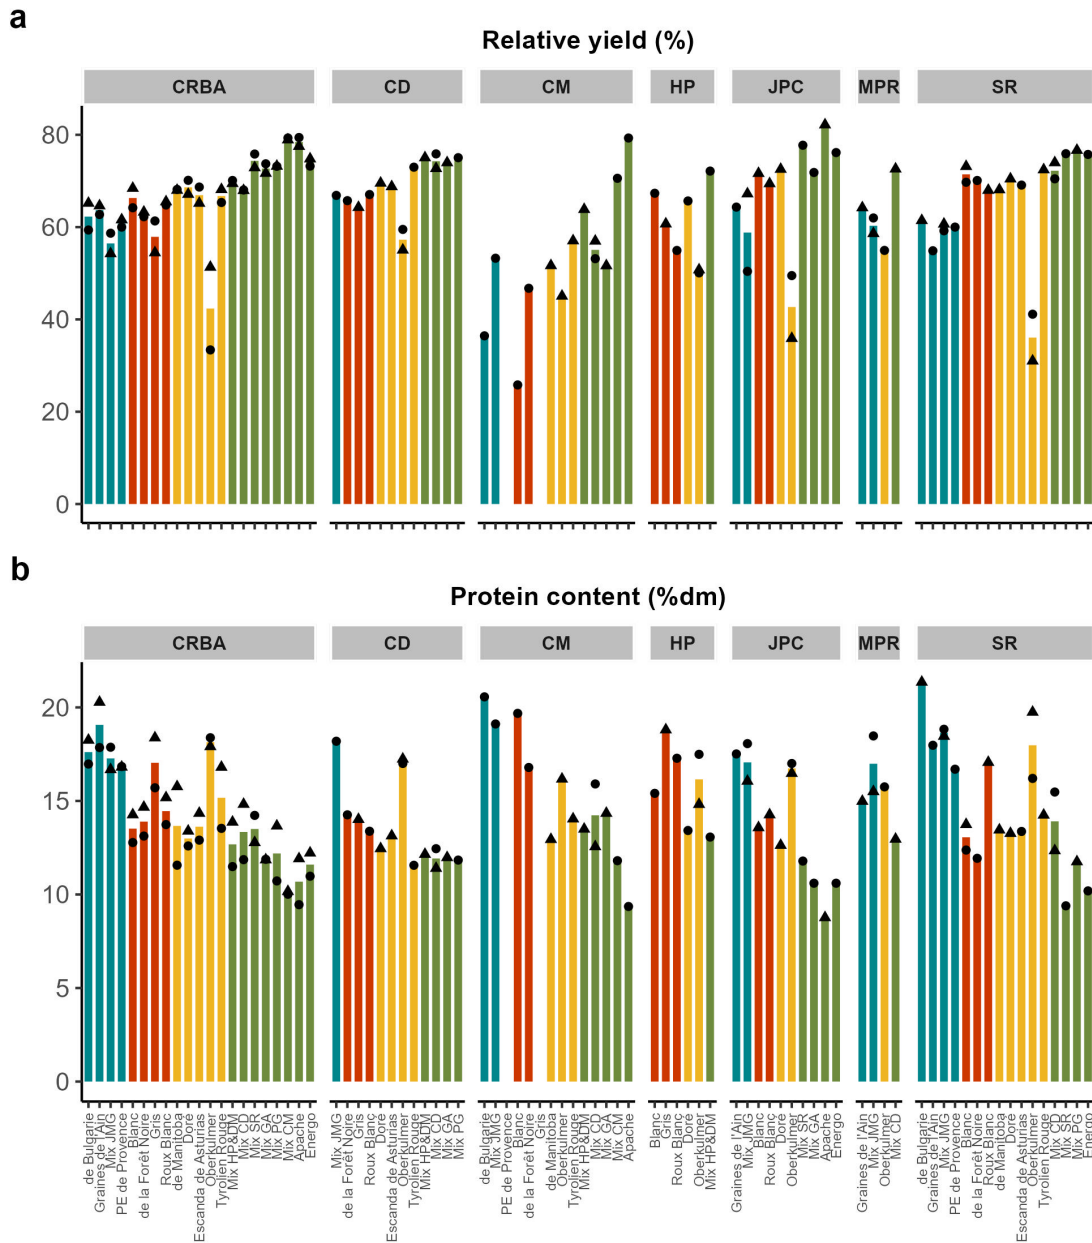 a
Relative yield (%)
CRBA CD CM HP JPC MPR SR
80
60
40
20
0
b
Protein content (%dm)
CRBA CD CM HP JPC MPR SR
20
15
10
5
0
de Bulgarie
Graines de l'Ain
Mix JMG
PE de Provence
Blanc
de la Forêt Noire
Gris
Roux Blanc
de Manitoba
Doré
Escanda de Asturias
Oberkulmer
Tyrolien Rouge
Mix HP&DM
Mix CD
Mix SR
Mix GA
Mix PG
Mix CM
Apache
Energo
Mix JMG
de la Forêt Noire
Gris
Roux Blanc
Doré
Escanda de Asturias
Oberkulmer
Tyrolien Rouge
Mix HP&DM
Mix CD
Mix GA
Mix PG
de Bulgarie
Mix JMG
PE de Provence
Blanc
de la Forêt Noire
Gris
de Manitoba
Oberkulmer
Tyrolien Rouge
Mix HP&DM
Mix CD
Mix GA
Mix CM
Apache
Blanc
Gris
Roux Blanc
Doré
Oberkulmer
Mix HP&DM
Graines de l'Ain
Mix JMG
Blanc
Roux Blanc
Doré
Oberkulmer
Mix SR
Mix GA
Apache
Energo
Graines de l'Ain
Mix JMG
Oberkulmer
Mix CD
de Bulgarie
Graines de l'Ain
Mix JMG
PE de Provence
Blanc
de la Forêt Noire
Roux Blanc
de Manitoba
Doré
Escanda de Asturias
Oberkulmer
Tyrolien Rouge
Mix CD
Mix SR
Mix PG
Energo